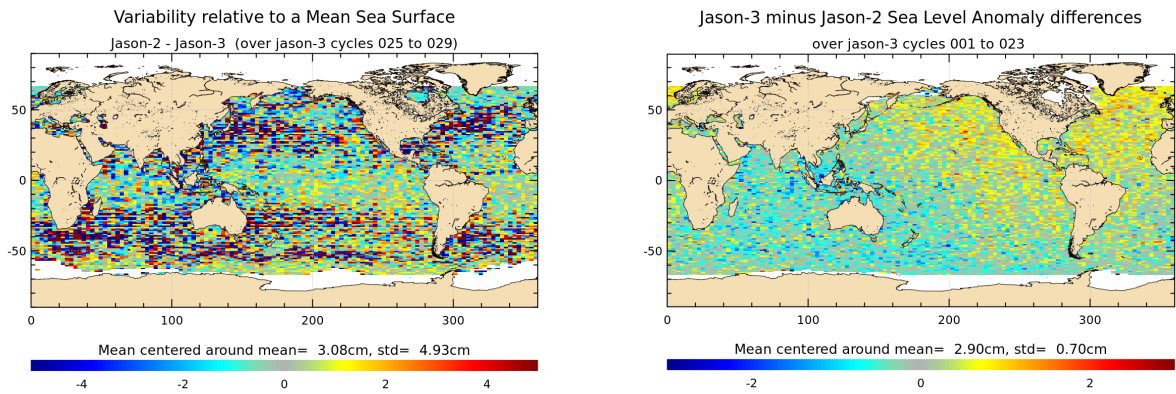 Variability relative to a Mean Sea Surface
Jason-2 - Jason-3 (over jason-3 cycles 025 to 029)
50
0
-50
0 100 200 300
Mean centered around mean= 3.08cm, std= 4.93cm
-4 -2 0 2 4
Jason-3 minus Jason-2 Sea Level Anomaly differences
over jason-3 cycles 001 to 023
50
0
-50
0 100 200 300
Mean centered around mean= 2.90cm, std= 0.70cm
-2 0 2